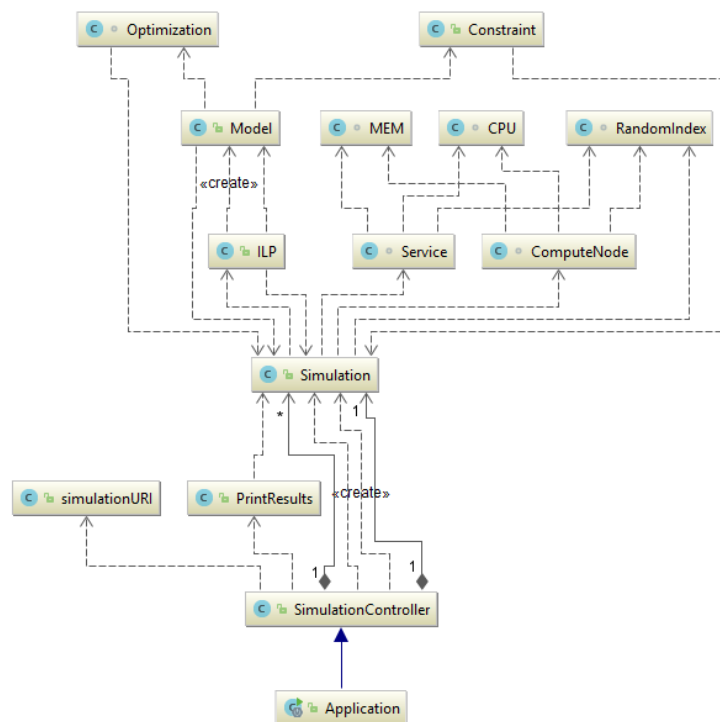 C Optimization
C Constraint
C Model
C MEM
C CPU
C RandomIndex
«create»
C ILP
C Service
C ComputeNode
C Simulation
*
1
C simulationURI
C PrintResults
«create»
1
1
C SimulationController
C Application